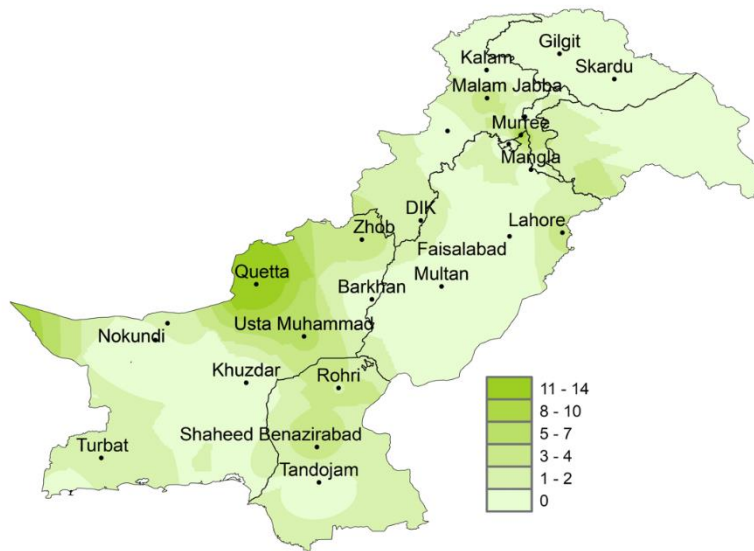 Gilgit
Kalam
Skardu
Malam Jabba
Murree
Mangla
DIK
Lahore
Zhob
Faisalabad
Quetta
Multan
Barkhan
Usta Muhammad
Nokundi
Khuzdar
Rohri
11 - 14
8 - 10
5 - 7
3 - 4
1 - 2
0
Shaheed Benazirabad
Turbat
Tandojam